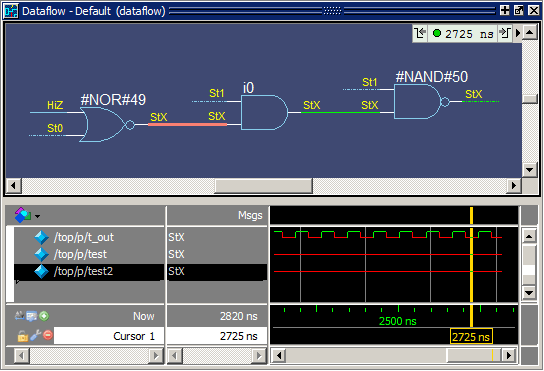 Dataflow - Default (dataflow)
2725 ns
#NOR#49
i0
#NAND#50
HiZ
St0
StX
St1
StX
StX
St1
StX
StX
Msgs
/top/p/t_out StX
/top/p/test StX
/top/p/test2 StX
Now 2820 ns
2500 ns
Cursor 1 2725 ns
2725 ns